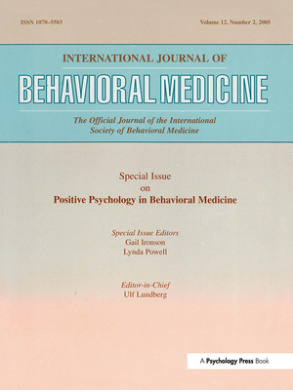 ISSN 1070-5503 Volume 12, Number 2, 2005
INTERNATIONAL JOURNAL OF
BEHAVIORAL MEDICINE
The Official Journal of the International
Society of Behavioral Medicine
Special Issue
on
Positive Psychology in Behavioral Medicine
Special Issue Editors
Gail Ironson
Lynda Powell
Editor-in-Chief
Ulf Lundberg
A Psychology Press Book